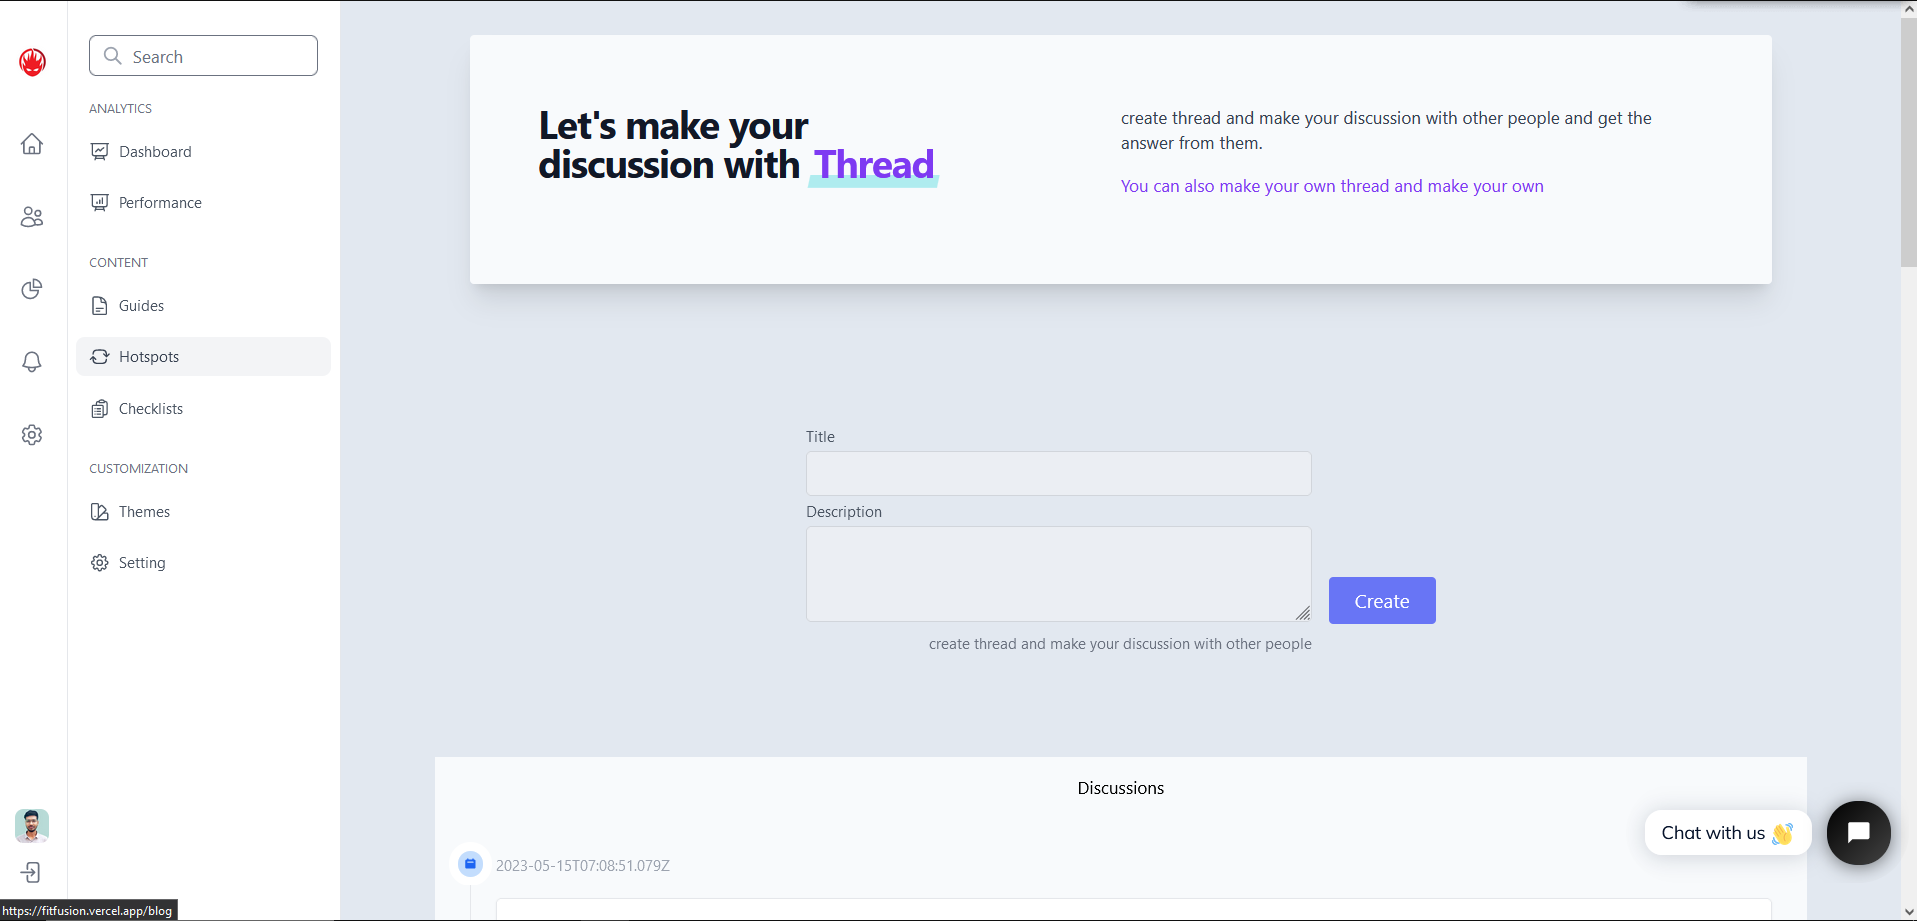 Search
ANALYTICS
Dashboard
Performance
CONTENT
Guides
Hotspots
Checklists
CUSTOMIZATION
Themes
Setting
https://fitfusion.vercel.app/blog
Let's make your
discussion with Thread
create thread and make your discussion with other people and get the
answer from them.
You can also make your own thread and make your own
Title
Description
Create
create thread and make your discussion with other people
Discussions
2023-05-15T07:08:51.079Z
Chat with us 👋